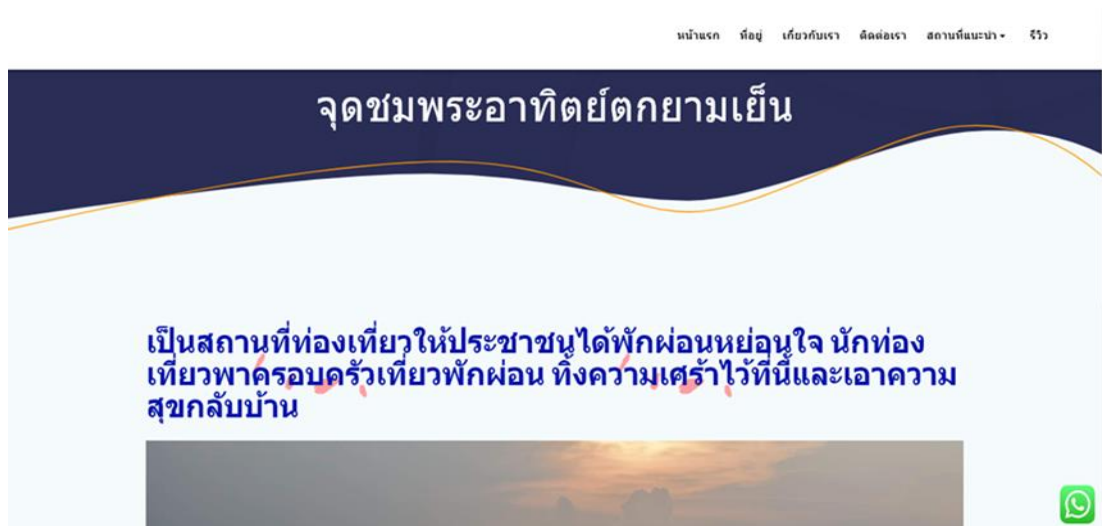 หน้าแรก ที่อยู่ เกี่ยวกับเรา ติดต่อเรา สถานที่แนะนำ รีวิว
จุดชมพระอาทิตย์ตกยามเย็น
เป็นสถานที่ท่องเที่ยวให้ประชาชนได้พักผ่อนหย่อนใจ นักท่อง
เที่ยวพาครอบครัวเที่ยวพักผ่อน ทิ้งความเศร้าไว้ที่นี้และเอาความ
สุขกลับบ้าน